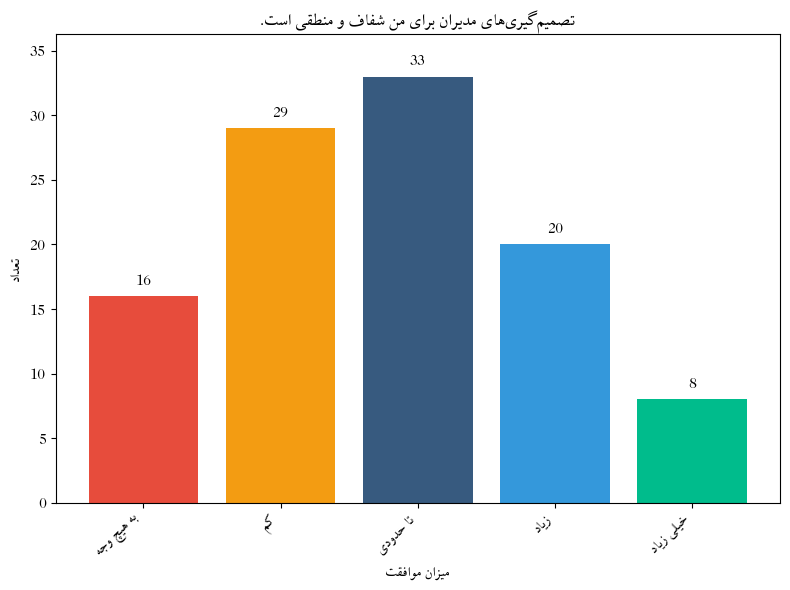 تصمیم‌گیری‌های مدیران برای من شفاف و منطقی است.
تعداد
35
30
25
20
15
10
5
0
16
29
33
20
8
به هیچ وجه
کم
تا حدودی
زیاد
خیلی زیاد
میزان موافقت